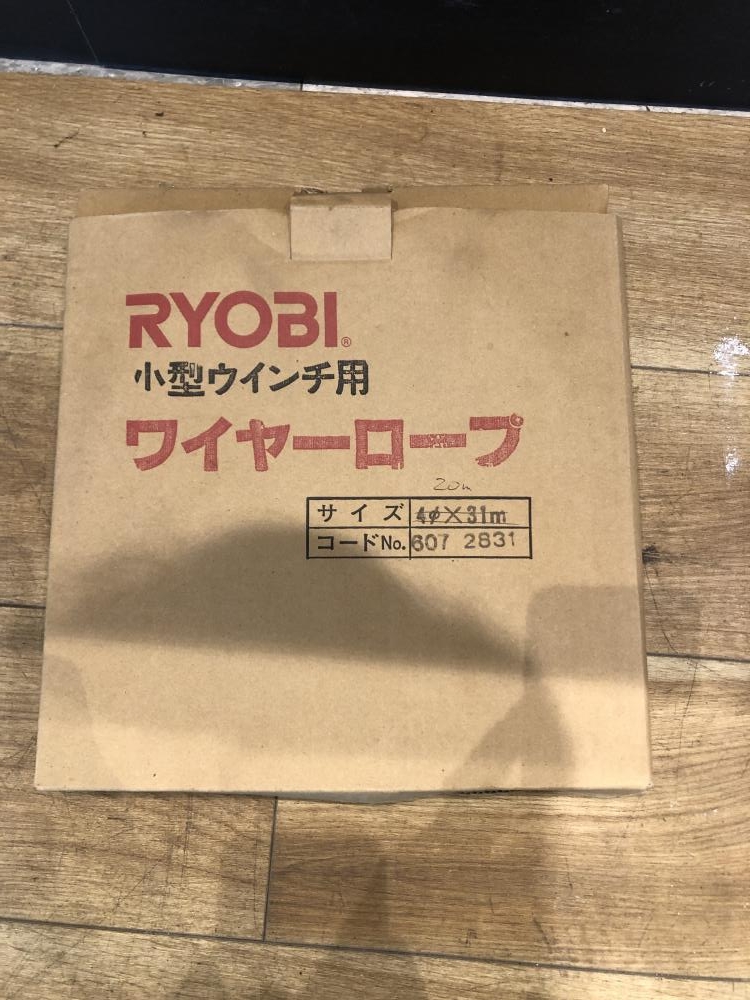 RYOBI®
小型ウインチ用
ワイヤーロープ
20m
サイズ 4φ×31m
コードNo. 607 2831